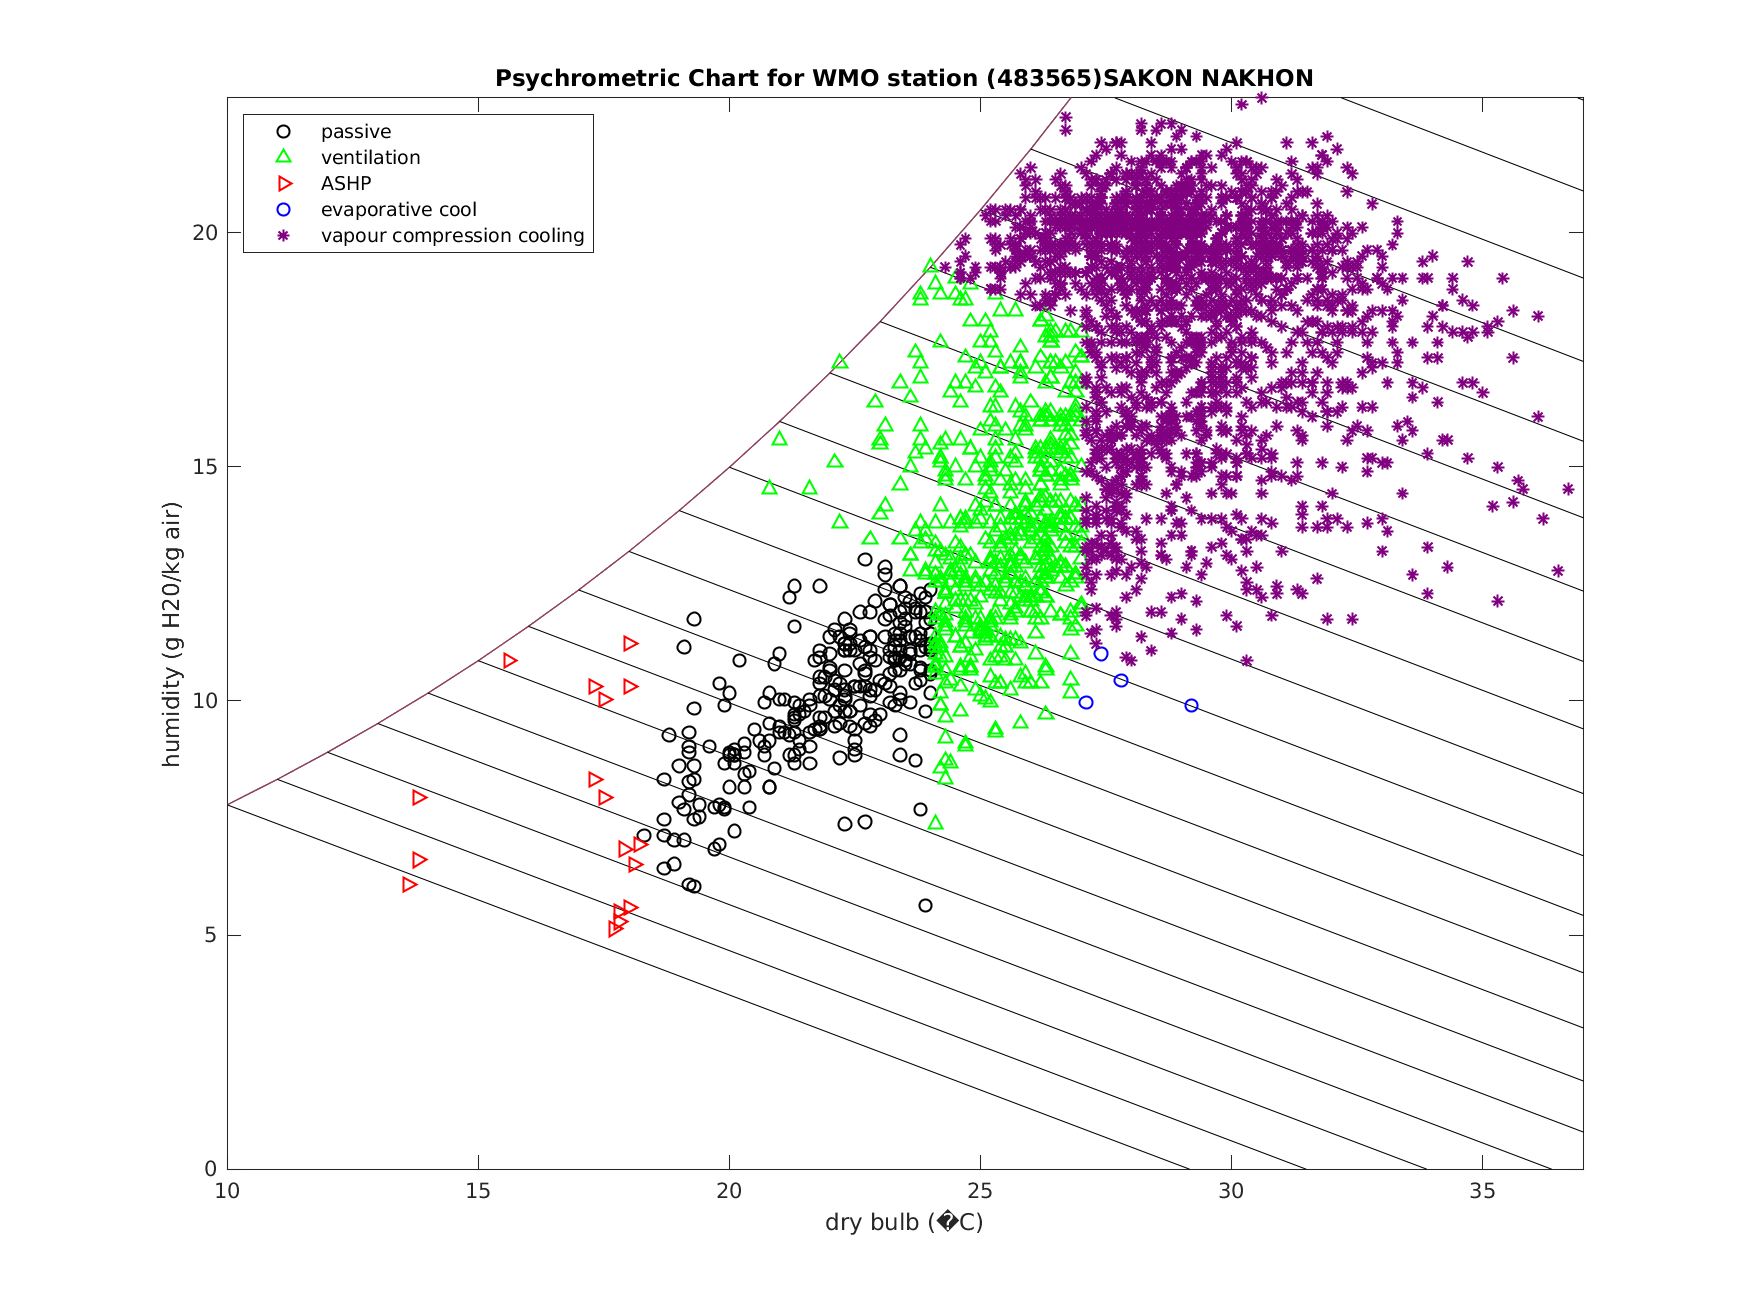 Psychrometric Chart for WMO station (483565)SAKON NAKHON
passive
ventilation
ASHP
evaporative cool
vapour compression cooling
humidity (g H20/kg air)
20
15
10
5
0
10 15 20 25 30 35
dry bulb (�C)